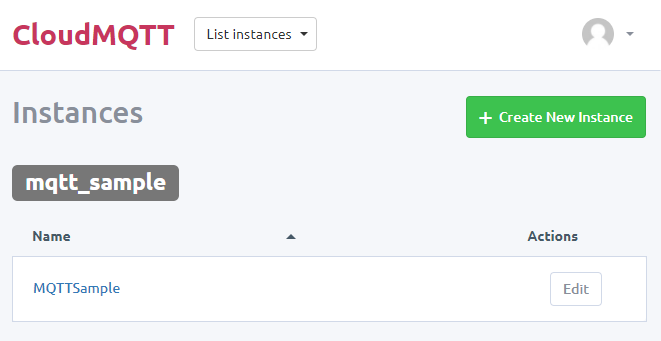 CloudMQTT List instances
Instances
+ Create New Instance
mqtt_sample
Name Actions
MQTTSample Edit